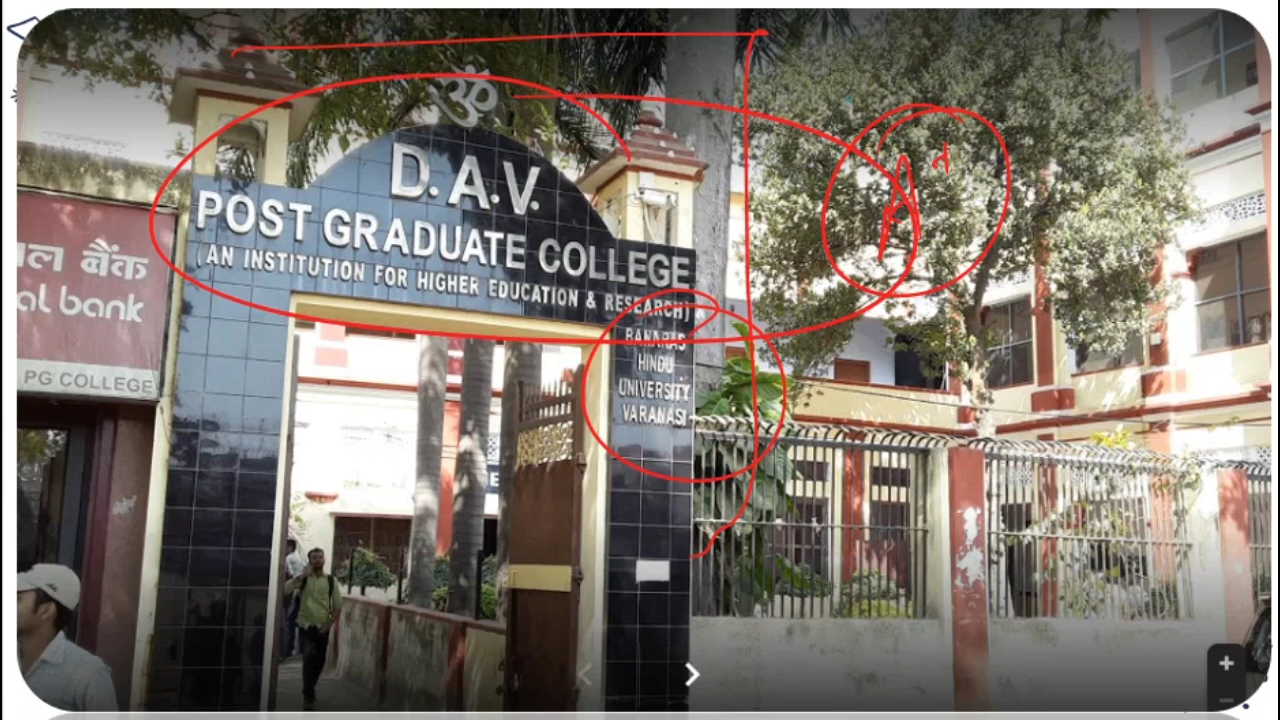 ॐ
D.A.V.
POST GRADUATE COLLEGE
(AN INSTITUTION FOR HIGHER EDUCATION & RESEARCH)
BANARAS
HINDU
UNIVERSITY
VARANASI
बैंक
al bank
PG COLLEGE